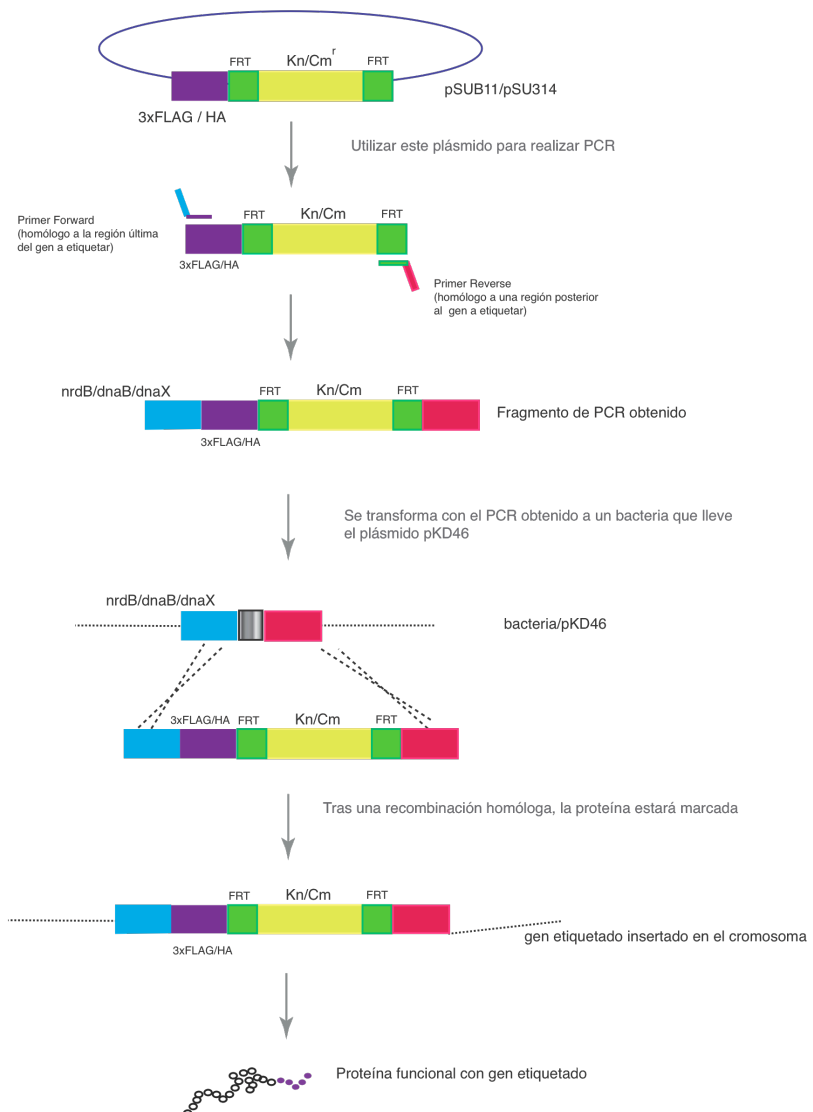 FRT
Kn/Cm r
FRT
pSUB11/pSU314
3xFLAG / HA
Utilizar este plásmido para realizar PCR
Primer Forward
(homólogo a la región última
del gen a etiquetar)
FRT
Kn/Cm
FRT
3xFLAG/HA
Primer Reverse
(homólogo a una región posterior
al gen a etiquetar)
nrdB/dnaB/dnaX
FRT
Kn/Cm
FRT
Fragmento de PCR obtenido
3xFLAG/HA
Se transforma con el PCR obtenido a un bacteria que lleve
el plásmido pKD46
nrdB/dnaB/dnaX
bacteria/pKD46
3xFLAG/HA
FRT
Kn/Cm
FRT
Tras una recombinación homóloga, la proteína estará marcada
FRT
Kn/Cm
FRT
gen etiquetado insertado en el cromosoma
3xFLAG/HA
Proteína funcional con gen etiquetado